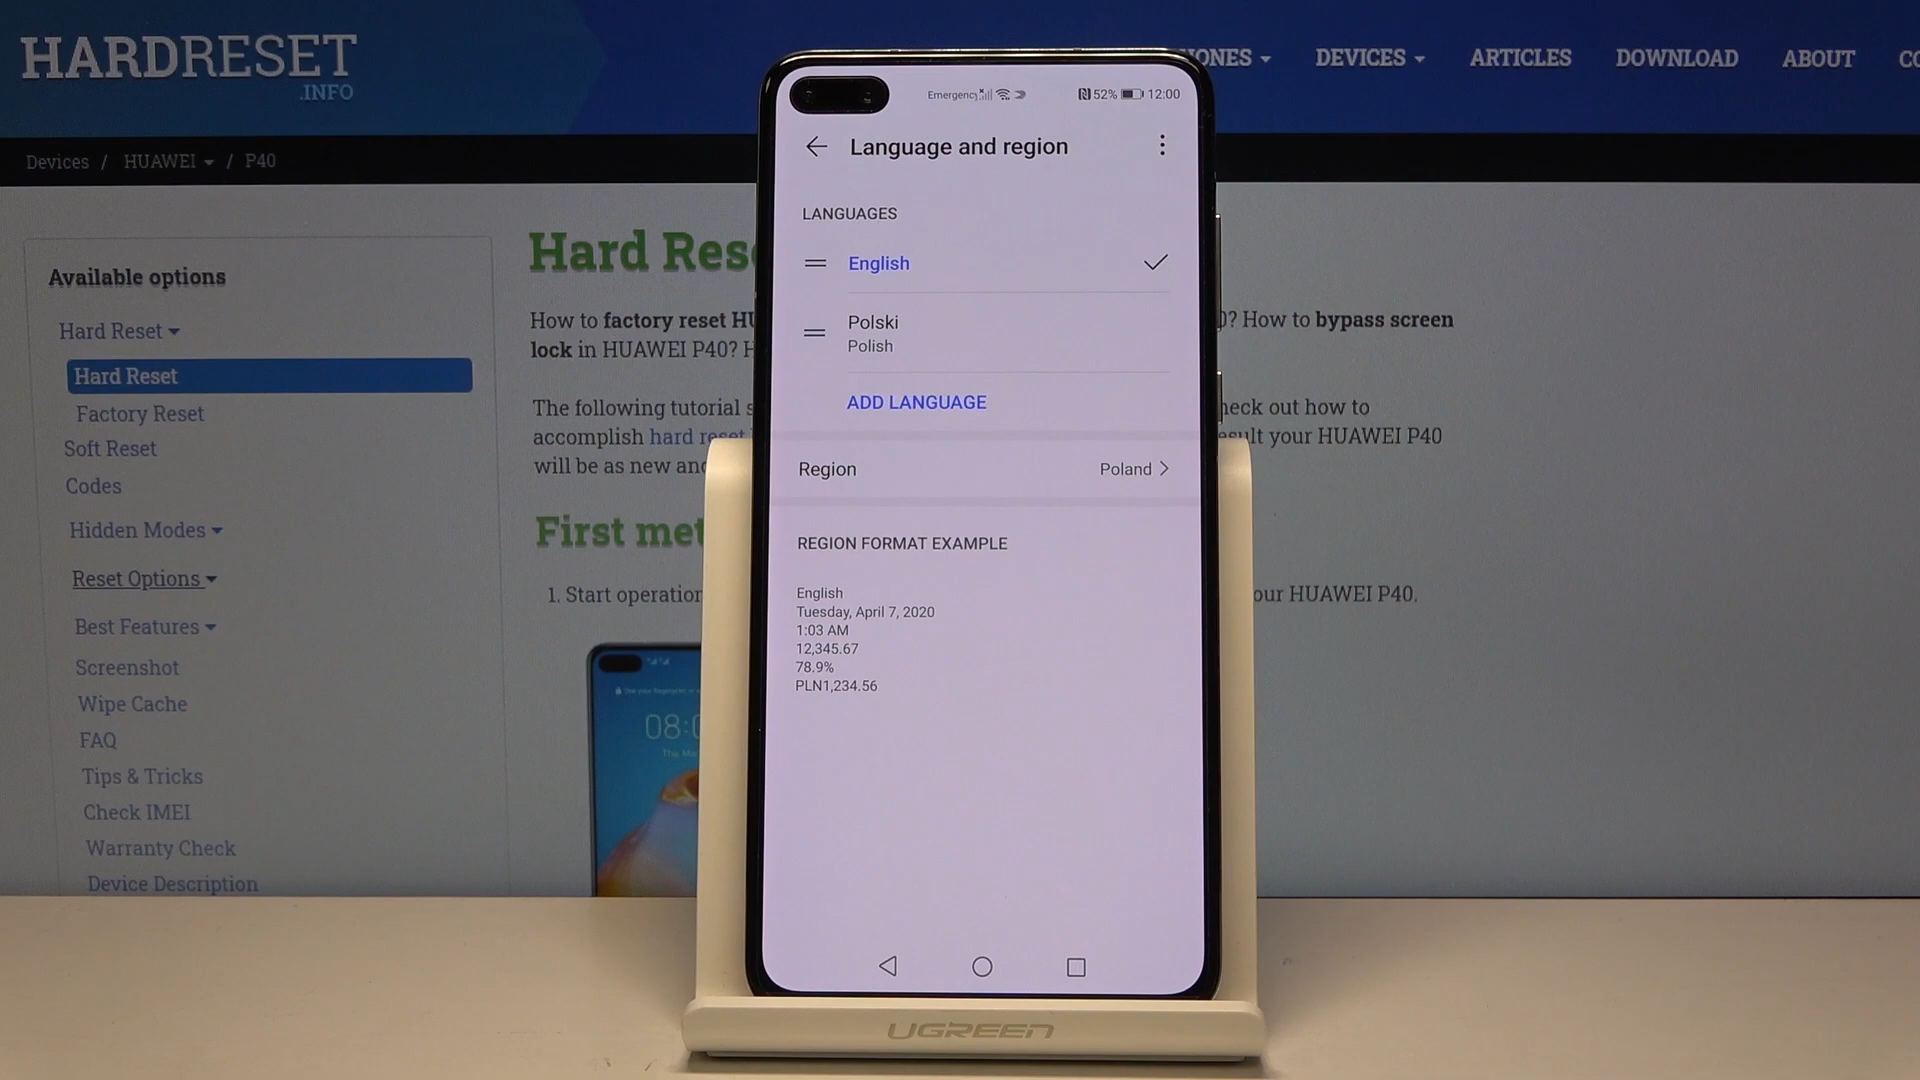 HARDRESET
.INFO
ONES
DEVICES
ARTICLES
DOWNLOAD
ABOUT
Devices / HUAWEI / P40
Available options
Hard Reset
Hard Reset
Factory Reset
Soft Reset
Codes
Hidden Modes
Reset Options
Best Features
Screenshot
Wipe Cache
FAQ
Tips & Tricks
Check IMEI
Warranty Check
Device Description
Hard Res
How to factory reset HU
lock in HUAWEI P40? H
? How to bypass screen
The following tutorial s
accomplish hard reset
will be as new and
heck out how to
esult your HUAWEI P40
First met
1. Start operation
our HUAWEI P40.
08:0
Emergency
52% 12:00
Language and region
LANGUAGES
English
Polski
Polish
ADD LANGUAGE
Region Poland
REGION FORMAT EXAMPLE
English
Tuesday, April 7, 2020
1:03 AM
12,345.67
78.9%
PLN1,234.56
UGREEN